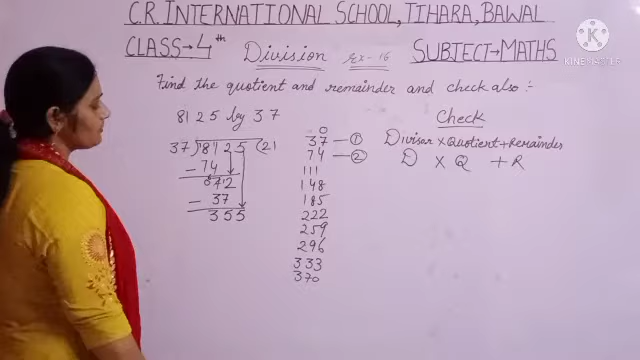 C.R. INTERNATIONAL SCHOOL, TIHARA, BAWAL
CLASS→4th Division Ex-16 SUBJECT→MATHS
Find the quotient and remainder and check also :-
8125 by 37
37)8125(21
- 74
0712
- 37
355
0
37 — ①
74 — ②
111
148
185
222
259
296
333
370
Check
Divisor × Quotient + Remainder
D × Q + R
KINEMASTER